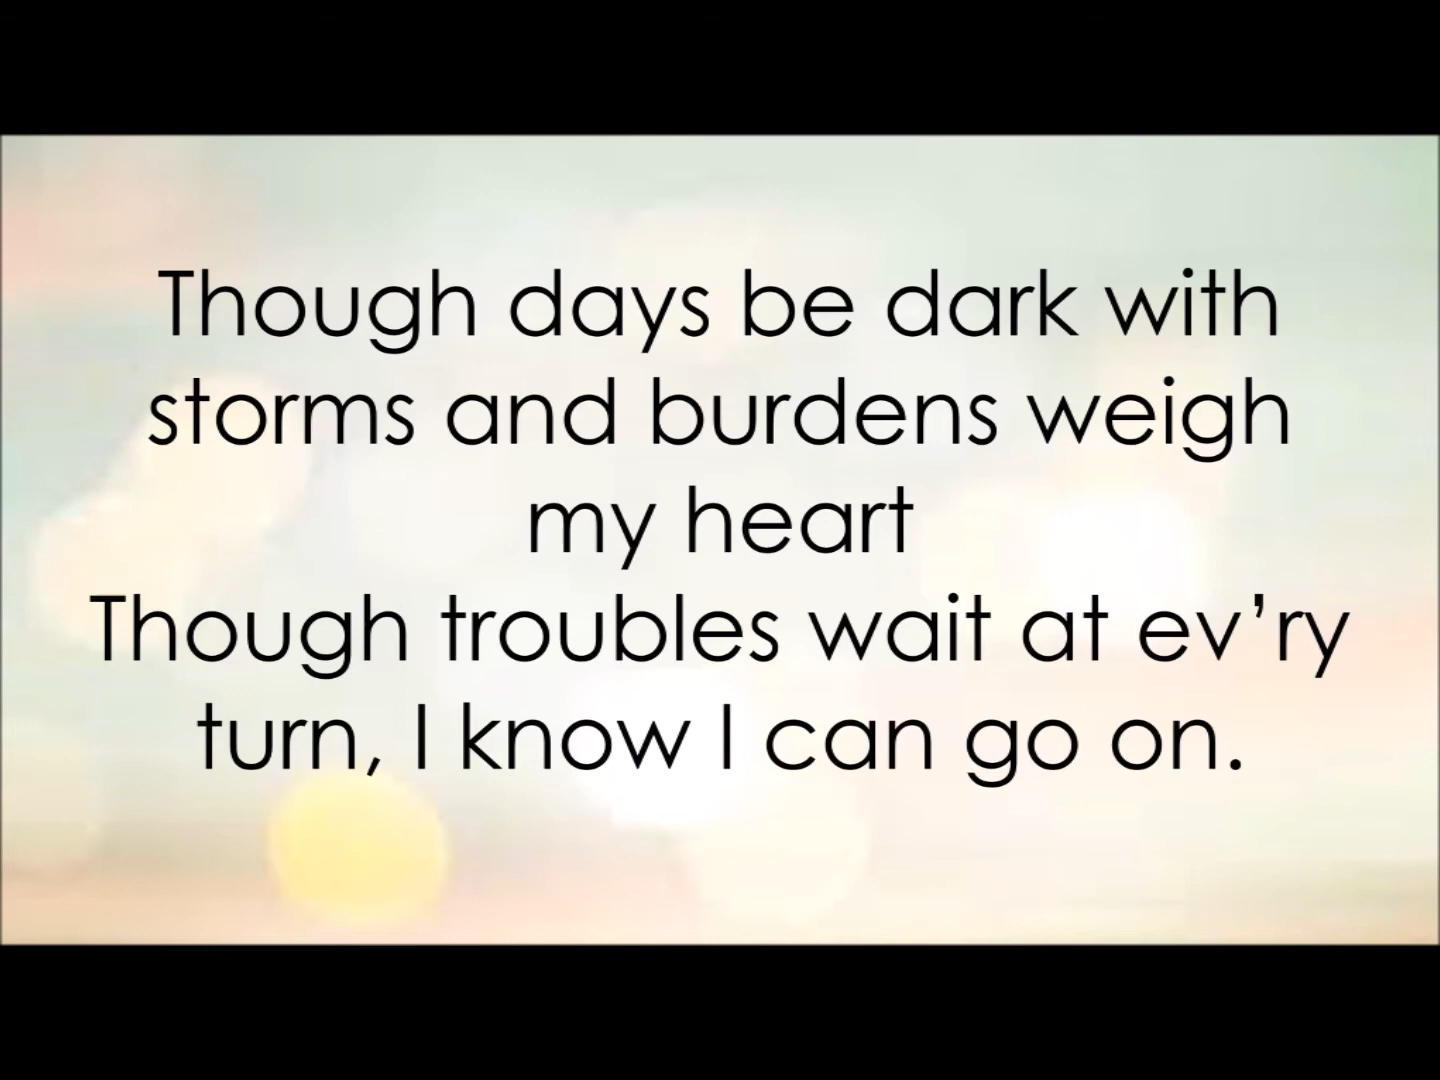 Though days be dark with
storms and burdens weigh
my heart
Though troubles wait at ev’ry
turn, I know I can go on.